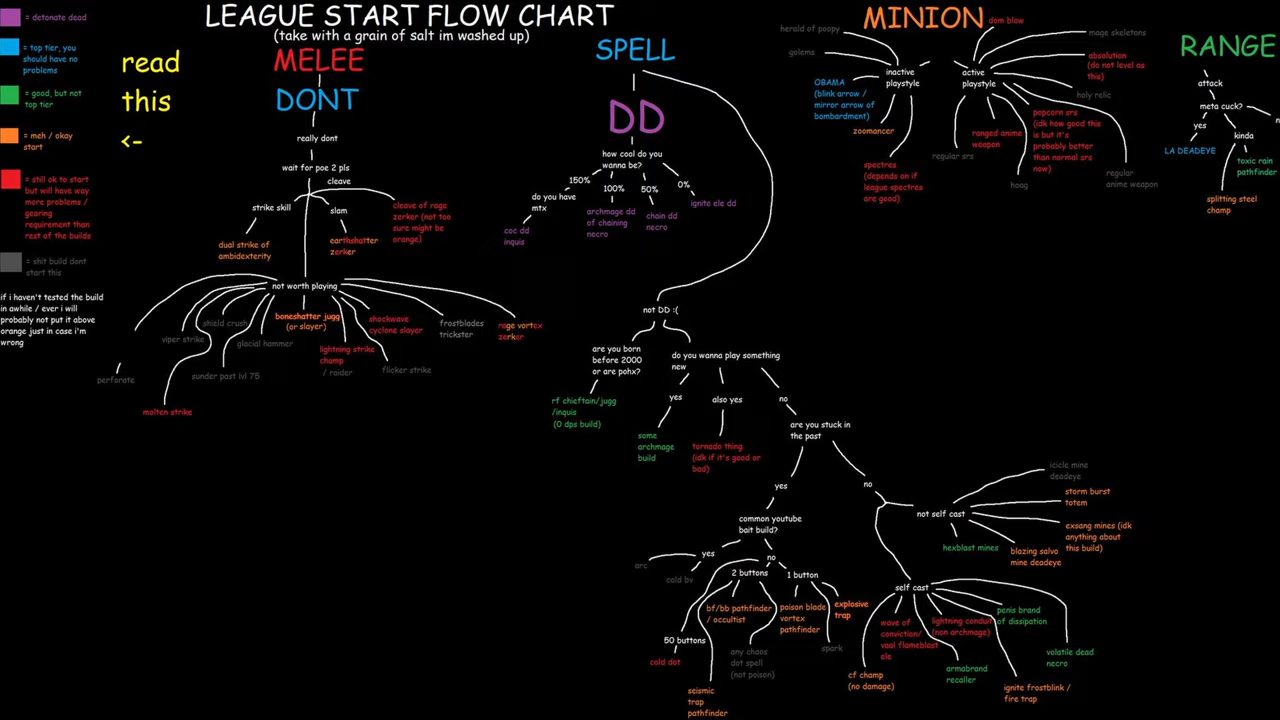 LEAGUE START FLOW CHART
(take with a grain of salt im washed up)
= detonate dead
= top tier, you
should have no
problems
= good, but not
top tier
= meh / okay
start
= still ok to start
but will have way
more problems /
gearing
requirement than
rest of the builds
= shit build dont
start this
if i haven't tested the build
in awhile / ever i will
probably not put it above
orange just in case i'm
wrong
read
this
<-
MELEE
DONT
really dont
wait for poe 2 pls
cleave
strike skill
slam
cleave of rage
zerker (not too
sure might be
orange)
dual strike of
ambidexterity
earthshatter
zerker
not worth playing
perforate
molten strike
viper strike
shield crush
sunder past lvl 75
glacial hammer
boneshatter jugg
(or slayer)
lightning strike
champ
/ raider
shockwave
cyclone slayer
flicker strike
frostblades
trickster
rage vortex
zerker
SPELL
DD
how cool do you
wanna be?
150%
100%
50%
0%
do you have
mtx
coc dd
inquis
archmage dd
of chaining
necro
chain dd
necro
ignite ele dd
not DD :(
are you born
before 2000
or are pohx?
rf chieftain/jugg
/inquis
(0 dps build)
do you wanna play something
new
yes
also yes
no
some
archmage
build
tornado thing
(idk if it's good or
bad)
are you stuck in
the past
yes
no
common youtube
bait build?
yes
no
arc
cold bv
2 buttons
1 button
50 buttons
cold dot
bf/bb pathfinder
/ occultist
seismic
trap
pathfinder
any chaos
dot spell
(not poison)
poison blade
vortex
pathfinder
spark
explosive
trap
not self cast
icicle mine
deadeye
storm burst
totem
exsang mines (idk
anything about
this build)
blazing salvo
mine deadeye
hexblast mines
self cast
cf champ
(no damage)
wave of
conviction/
vaal flameblast
ele
lightning conduit
(non archmage)
armabrand
recaller
penis brand
of dissipation
ignite frostblink /
fire trap
volatile dead
necro
MINION
inactive
playstyle
herald of poopy
golems
OBAMA
(blink arrow /
mirror arrow of
bombardment)
zoomancer
spectres
(depends on if
league spectres
are good)
active
playstyle
dom blow
mage skeletons
absolution
(do not level as
this)
holy relic
popcorn srs
(idk how good this
is but it's
probably better
than normal srs
now)
regular
anime weapon
hoag
ranged anime
weapon
regular srs
RANGE
attack
meta cuck?
yes
kinda
n
LA DEADEYE
toxic rain
pathfinder
splitting steel
champ